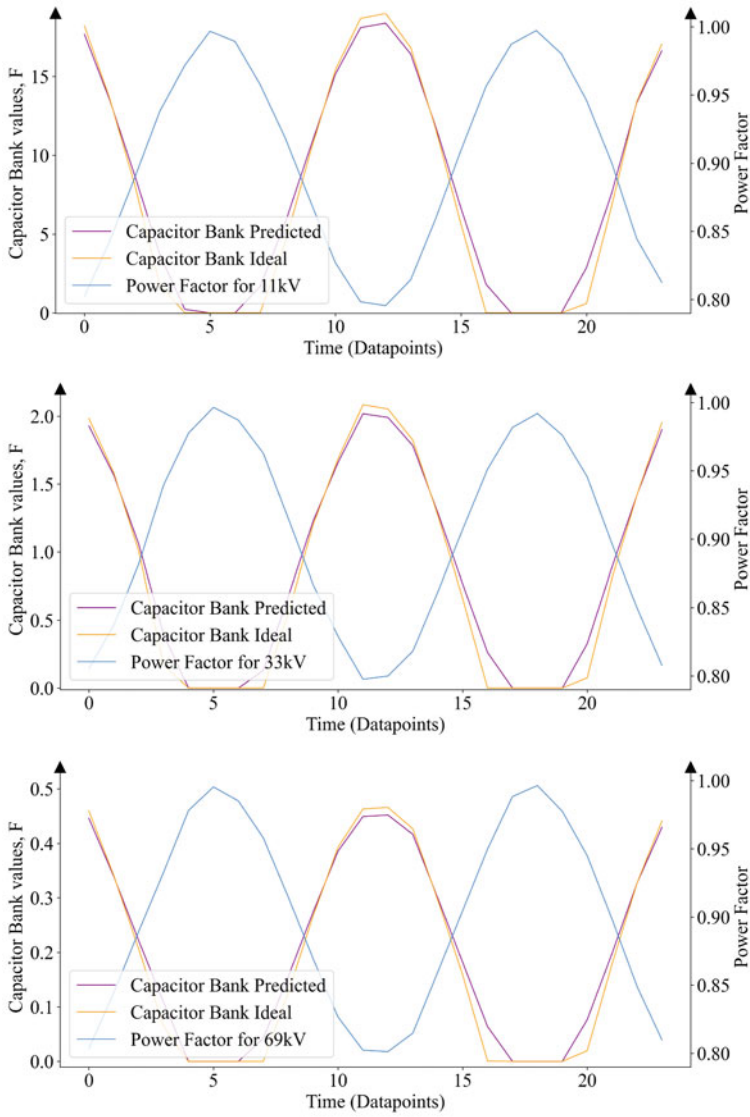 Capacitor Bank values, F
15
10
5
0
Capacitor Bank Predicted
Capacitor Bank Ideal
Power Factor for 11kV
1.00
0.95
0.90
0.85
0.80
Power Factor
0 5 10 15 20
Time (Datapoints)
Capacitor Bank values, F
2.0
1.5
1.0
0.5
0.0
Capacitor Bank Predicted
Capacitor Bank Ideal
Power Factor for 33kV
1.00
0.95
0.90
0.85
0.80
Power Factor
0 5 10 15 20
Time (Datapoints)
Capacitor Bank values, F
0.5
0.4
0.3
0.2
0.1
0.0
Capacitor Bank Predicted
Capacitor Bank Ideal
Power Factor for 69kV
1.00
0.95
0.90
0.85
0.80
Power Factor
0 5 10 15 20
Time (Datapoints)